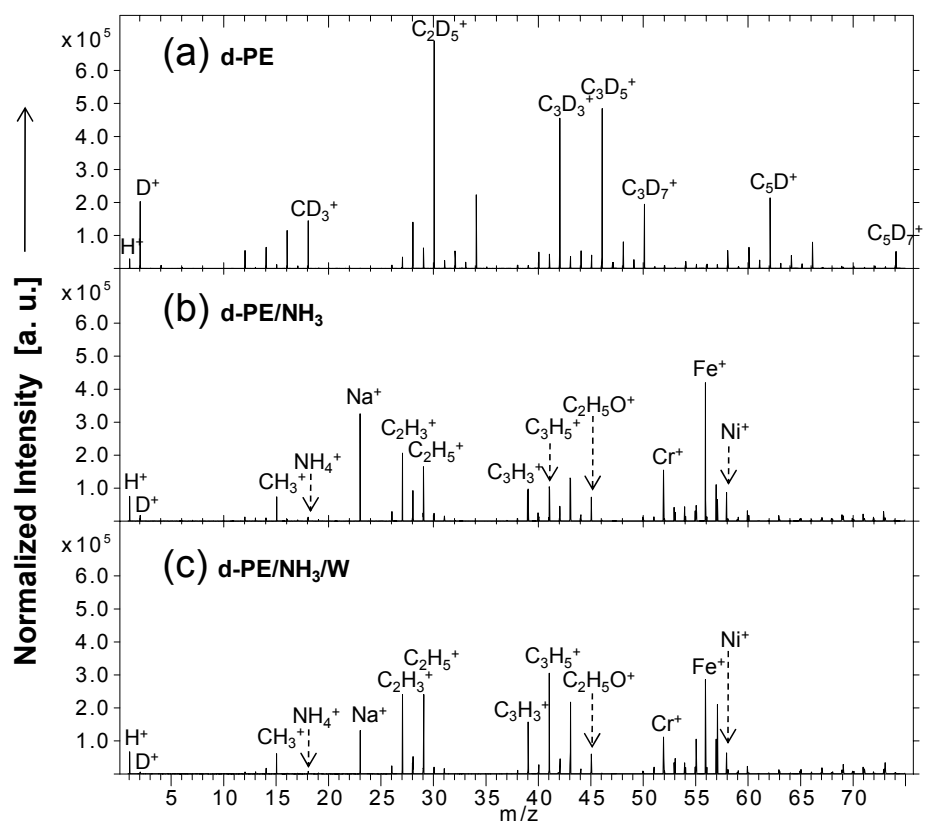 Normalized Intensity [a. u.]
x10⁵
6.0
5.0
4.0
3.0
2.0
1.0
(a) d-PE
H⁺
D⁺
CD₃⁺
C₂D₅⁺
C₃D₃⁺
C₃D₅⁺
C₃D₇⁺
C₅D⁺
C₅D₇⁺
x10⁵
6.0
5.0
4.0
3.0
2.0
1.0
(b) d-PE/NH₃
H⁺
D⁺
CH₃⁺
NH₄⁺
Na⁺
C₂H₃⁺
C₂H₅⁺
C₃H₃⁺
C₃H₅⁺
C₂H₅O⁺
Cr⁺
Fe⁺
Ni⁺
x10⁵
6.0
5.0
4.0
3.0
2.0
1.0
(c) d-PE/NH₃/W
H⁺
D⁺
CH₃⁺
NH₄⁺
Na⁺
C₂H₃⁺
C₂H₅⁺
C₃H₃⁺
C₃H₅⁺
C₂H₅O⁺
Cr⁺
Fe⁺
Ni⁺
5 10 15 20 25 30 35 40 45 50 55 60 65 70
m/z